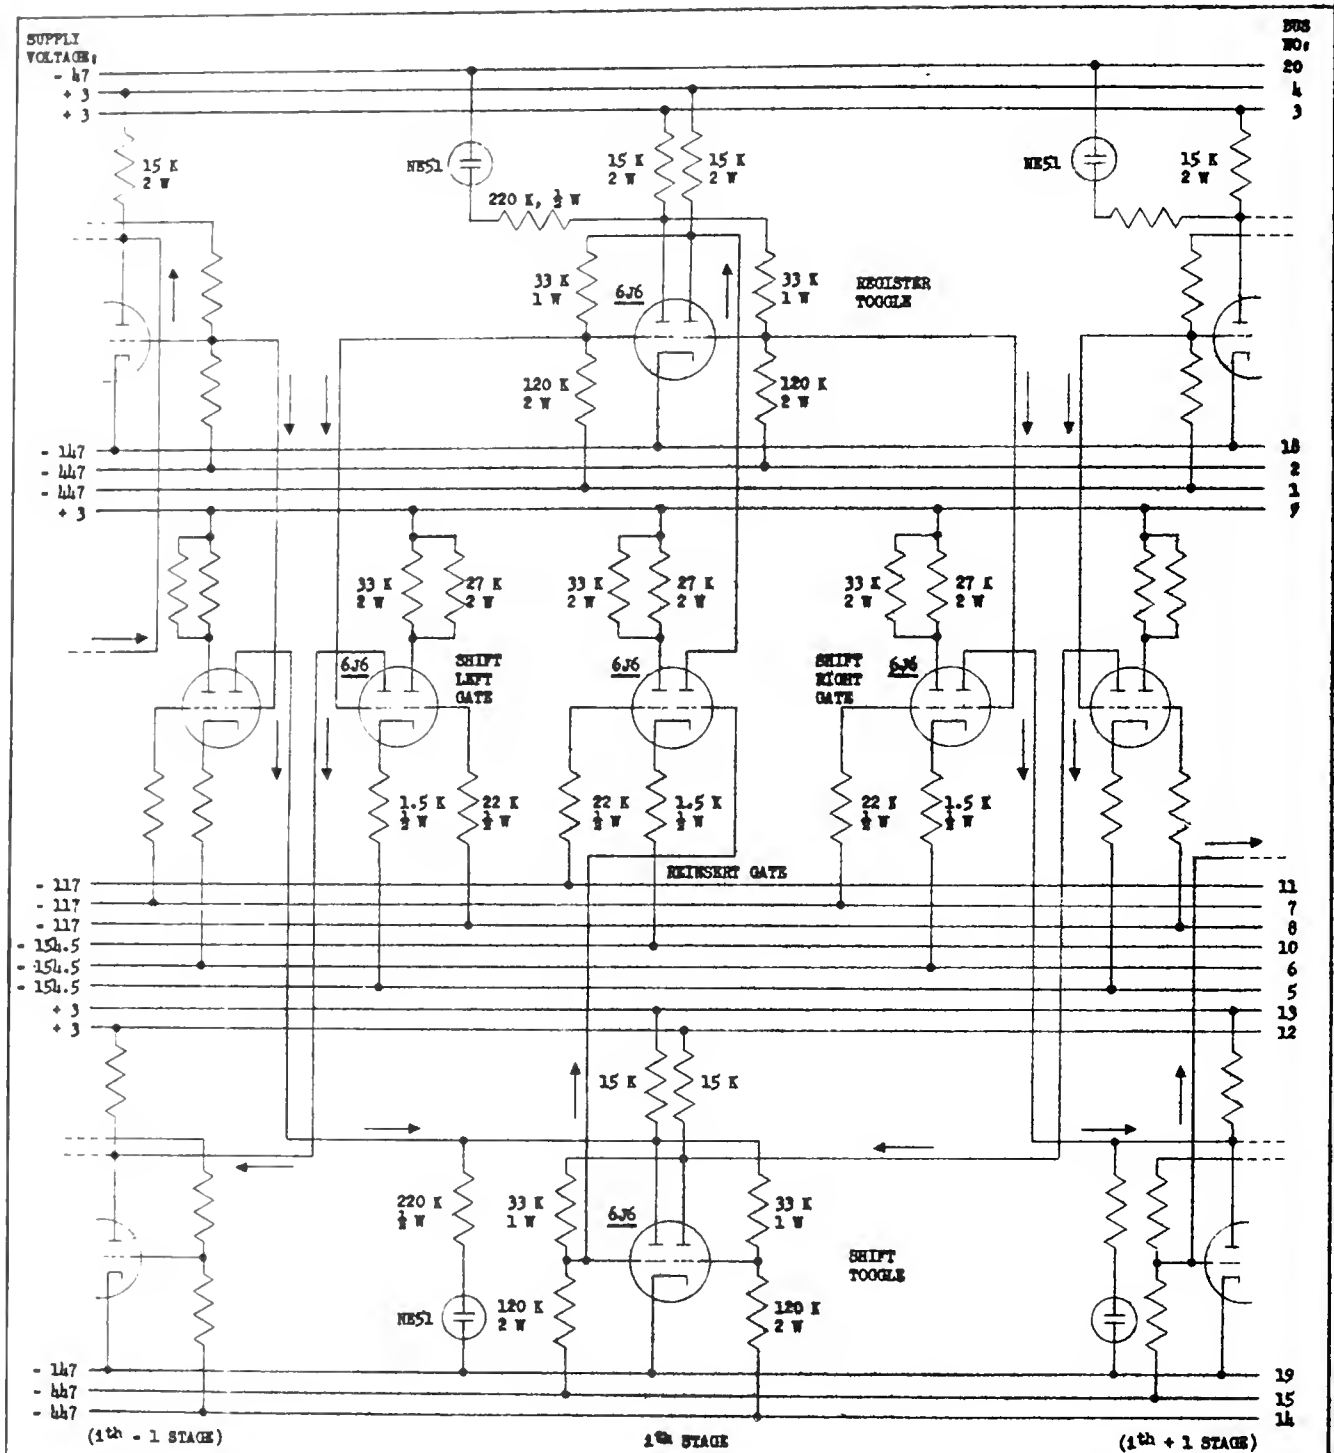 SUPPLY
VOLTAGE:
BUS
NO:
- 47
20
+ 3
4
+ 3
3
15 K
2 W
NE51
15 K
2 W
15 K
2 W
NE51
15 K
2 W
220 K, ½ W
33 K
1 W
6J6
33 K
1 W
REGISTER
TOGGLE
120 K
2 W
120 K
2 W
- 147
18
- 447
2
- 447
1
+ 3
9
33 K
2 W
27 K
2 W
33 K
2 W
27 K
2 W
33 K
2 W
27 K
2 W
6J6
SHIFT
LEFT
GATE
6J6
SHIFT
RIGHT
GATE
6J6
1.5 K
½ W
22 K
½ W
22 K
½ W
1.5 K
½ W
22 K
½ W
1.5 K
½ W
REINSERT GATE
- 117
11
- 117
7
- 117
8
- 154.5
10
- 154.5
6
- 154.5
5
+ 3
13
+ 3
12
15 K
15 K
220 K
½ W
33 K
1 W
6J6
33 K
1 W
SHIFT
TOGGLE
NE51
120 K
2 W
120 K
2 W
- 147
19
- 447
15
- 447
14
(ith - 1 STAGE)
ith STAGE
(ith + 1 STAGE)